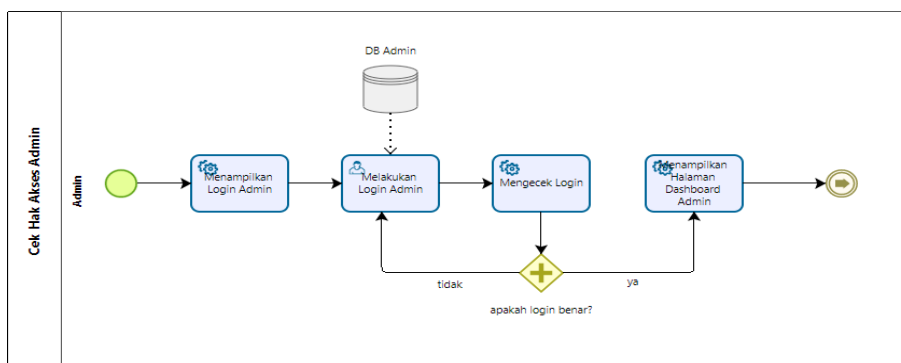 Cek Hak Akses Admin
Admin
DB Admin
Menampilkan
Login Admin
Melakukan
Login Admin
Mengecek Login
Menampilkan
Halaman
Dashboard
Admin
tidak
ya
apakah login benar?